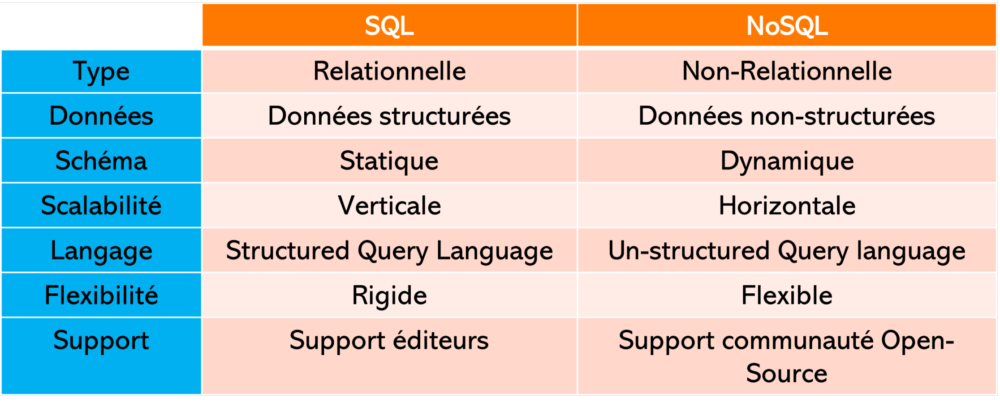 SQL NoSQL
Type Relationnelle Non-Relationnelle
Données Données structurées Données non-structurées
Schéma Statique Dynamique
Scalabilité Verticale Horizontale
Langage Structured Query Language Un-structured Query language
Flexibilité Rigide Flexible
Support Support éditeurs Support communauté Open-
Source